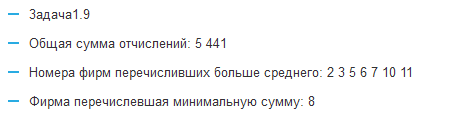 Задача1.9
Общая сумма отчислений: 5 441
Номера фирм перечисливших больше среднего: 2 3 5 6 7 10 11
Фирма перечислевшая минимальную сумму: 8